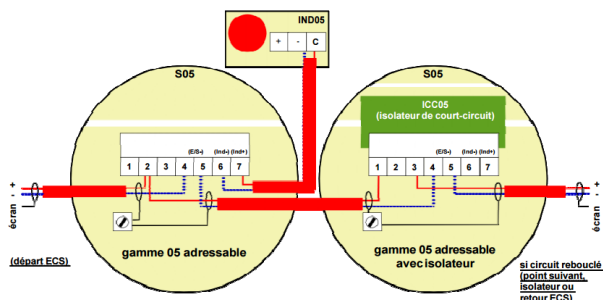 IND05
+ - C
S05
S05
ICC05
(isolateur de court-circuit)
(E/S-) (Ind-) (Ind+)
1 2 3 4 5 6 7
(E/S-) (Ind-) (Ind+)
1 2 3 4 5 6 7
+
-
écran
+
-
écran
(départ ECS)
gamme 05 adressable
gamme 05 adressable
avec isolateur
si circuit rebouclé
(point suivant,
isolateur ou
retour ECS)